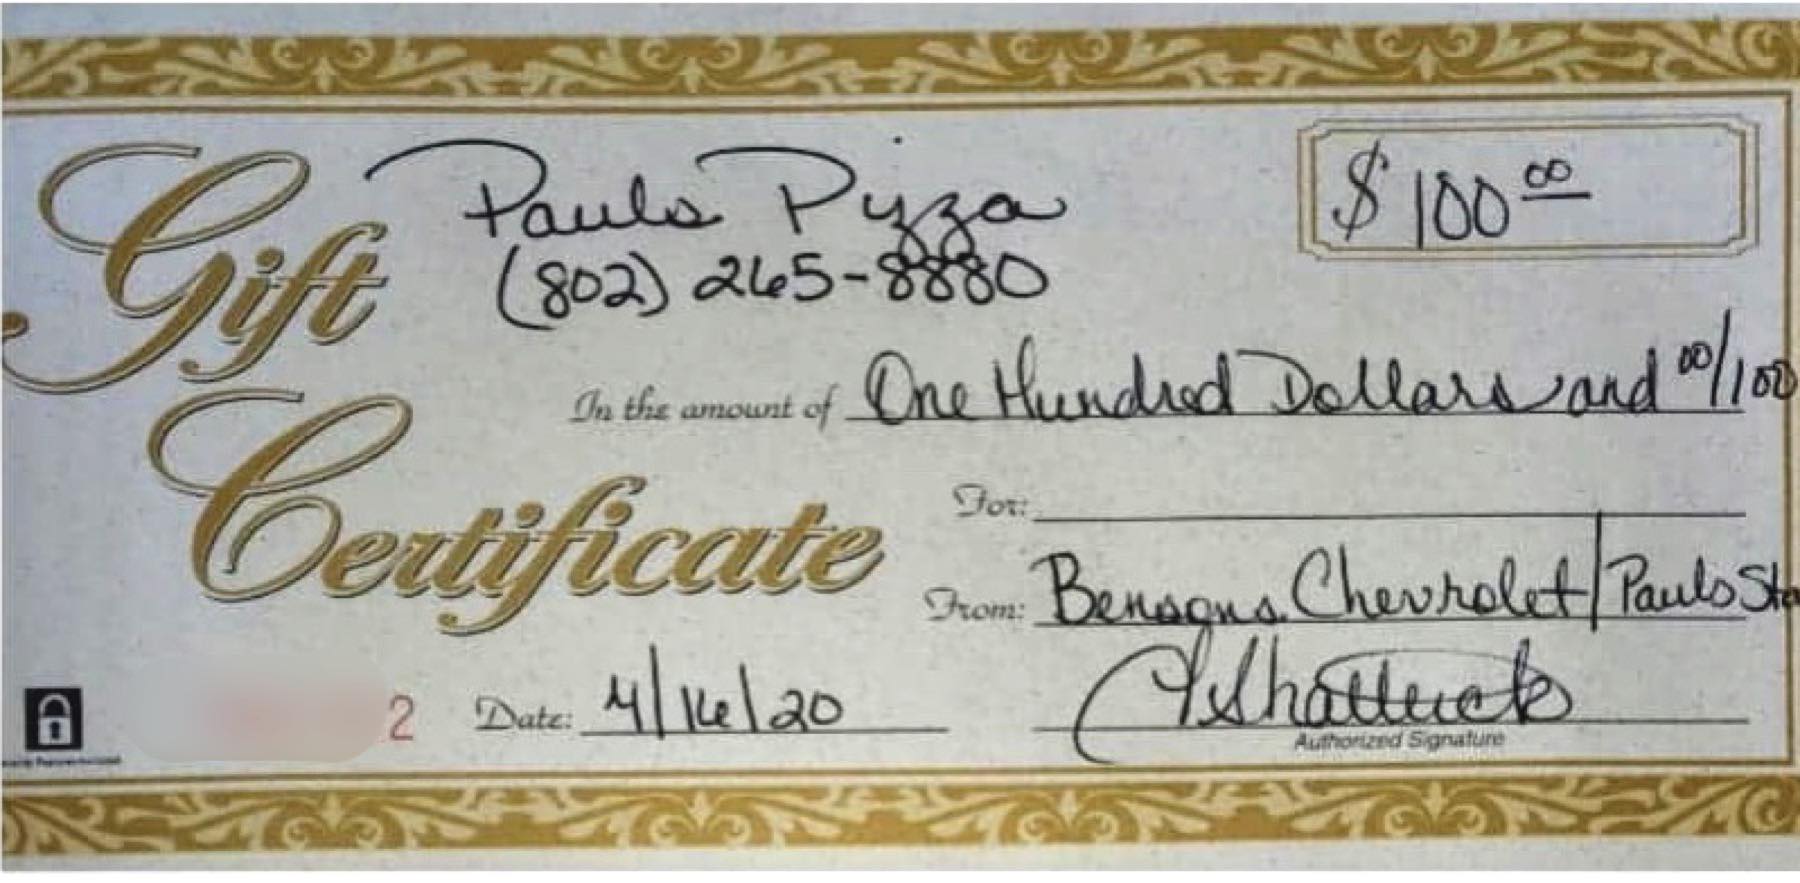 Gift
Certificate
Pauls Pizza
(802) 265-8880
$ 100 00
In the amount of One Hundred Dollars and 00/100
For:
From: Bensons Chevrolet/Pauls
2
Date: 4/16/20
Shattuck
Authorized Signature